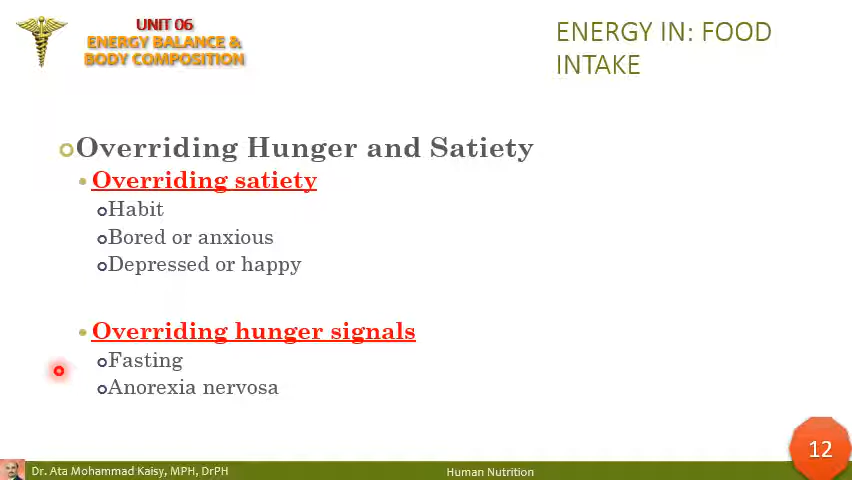 UNIT 06
ENERGY BALANCE &
BODY COMPOSITION
ENERGY IN: FOOD
INTAKE
Overriding Hunger and Satiety
Overriding satiety
Habit
Bored or anxious
Depressed or happy
Overriding hunger signals
Fasting
Anorexia nervosa
12
Dr. Ata Mohammad Kaisy, MPH, DrPH
Human Nutrition